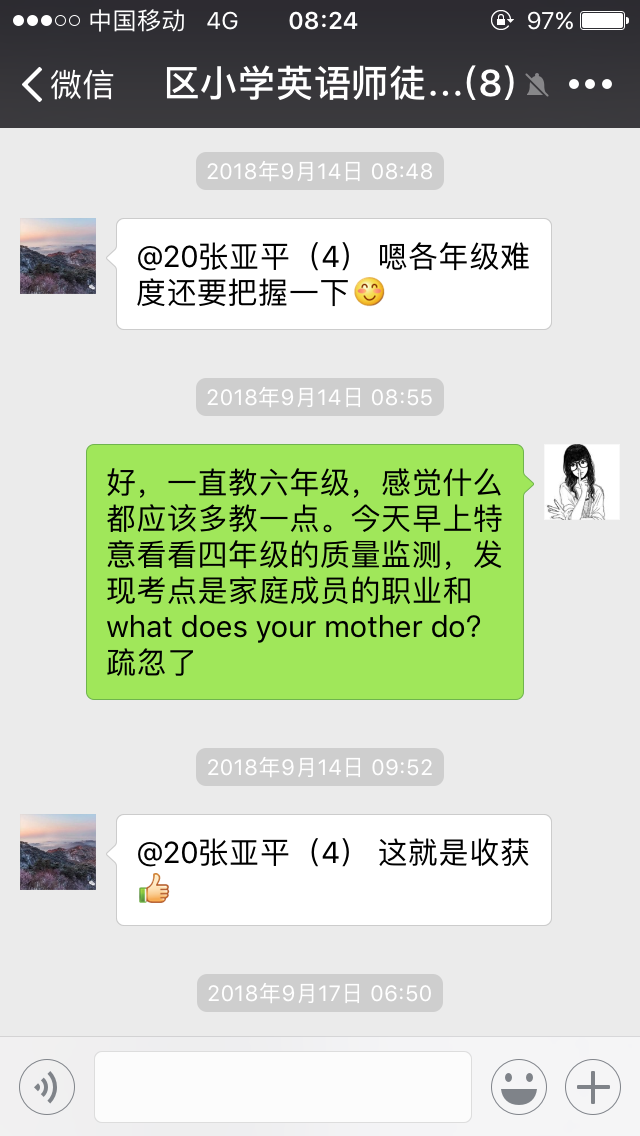 中国移动 4G 08:24 97%
微信 区小学英语师徒...(8)
2018年9月14日 08:48
@20张亚平（4） 嗯各年级难
度还要把握一下😊
2018年9月14日 08:55
好，一直教六年级，感觉什么
都应该多教一点。今天早上特
意看看四年级的质量监测，发
现考点是家庭成员的职业和
what does your mother do?
疏忽了
2018年9月14日 09:52
@20张亚平（4） 这就是收获
👍
2018年9月17日 06:50